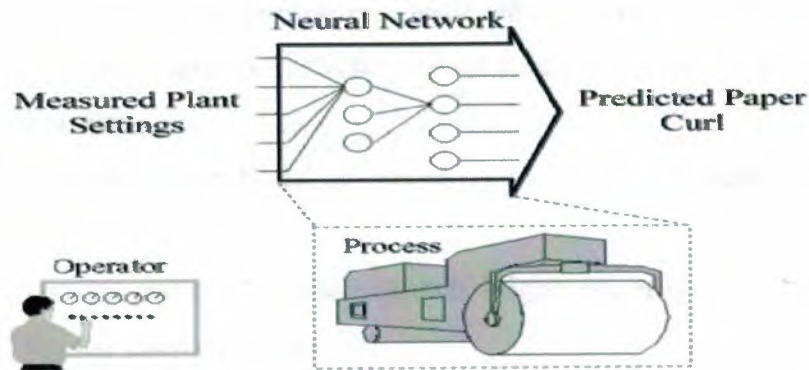 Neural Network
Measured Plant
Settings
Predicted Paper
Curl
Process
Operator